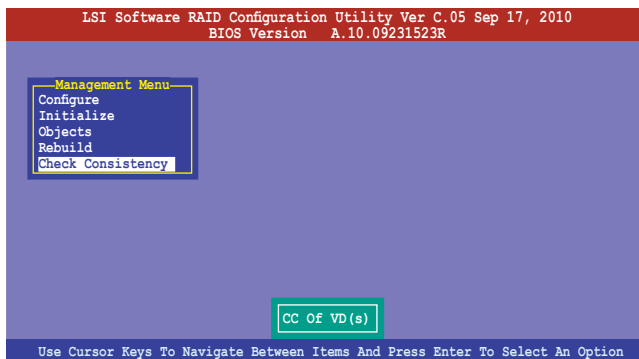 LSI Software RAID Configuration Utility Ver C.05 Sep 17, 2010
BIOS Version A.10.09231523R
Management Menu
Configure
Initialize
Objects
Rebuild
Check Consistency
CC Of VD(s)
Use Cursor Keys To Navigate Between Items And Press Enter To Select An Option